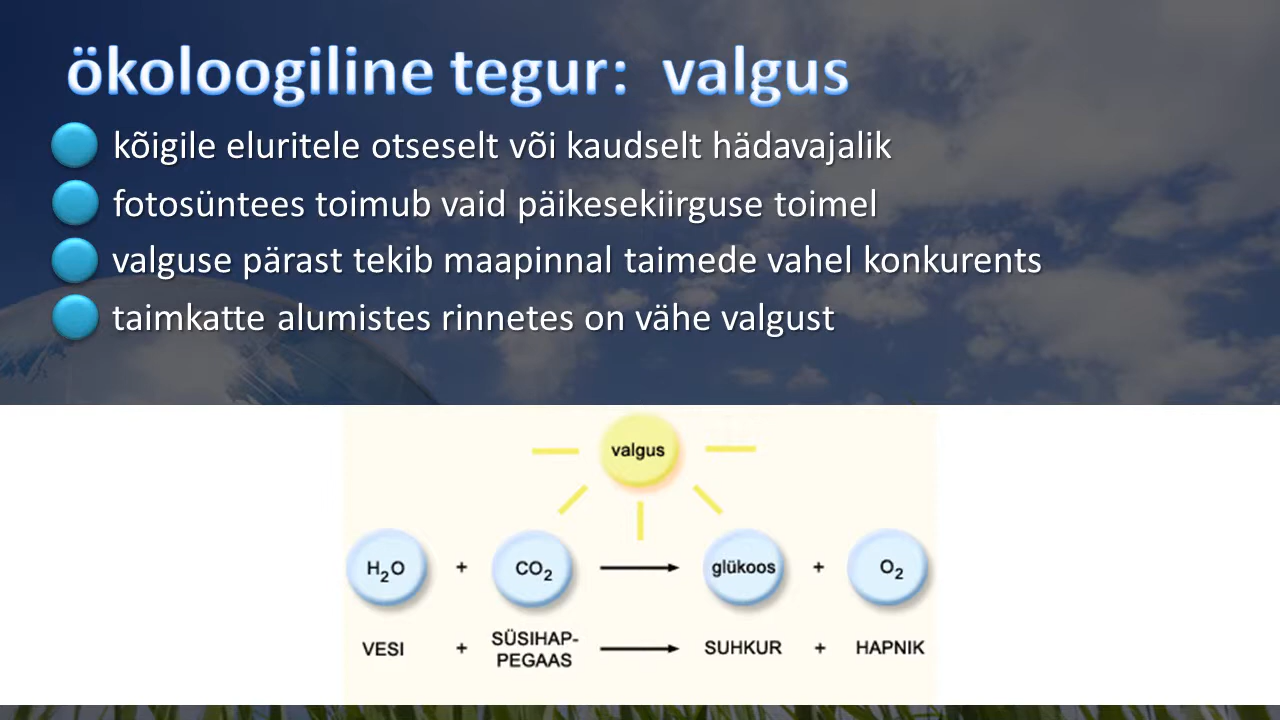 ökoloogiline tegur:  valgus
kõigile eluritele otseselt või kaudselt hädavajalik
fotosüntees toimub vaid päikesekiirguse toimel
valguse pärast tekib maapinnal taimede vahel konkurents
taimkatte alumistes rinnetes on vähe valgust
valgus
H₂O + CO₂ → glükoos + O₂
VESI + SÜSIHAP-
PEGAAS → SUHKUR + HAPNIK